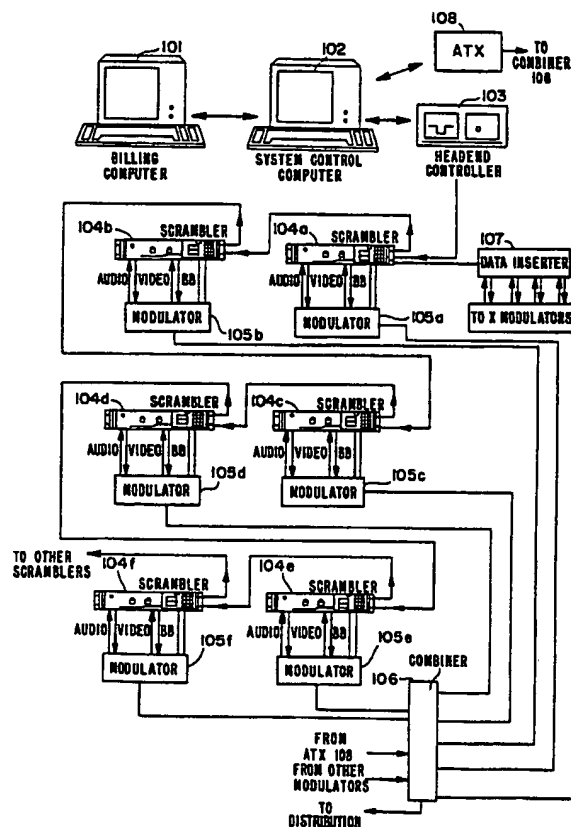 101
102
108
ATX
TO
COMBINER
106
103
BILLING
COMPUTER
SYSTEM CONTROL
COMPUTER
HEADEND
CONTROLLER
104b
SCRAMBLER
104a
SCRAMBLER
107
DATA INSERTER
AUDIO
VIDEO
BB
AUDIO
VIDEO
BB
MODULATOR
105b
MODULATOR
105a
TO X MODULATORS
104d
SCRAMBLER
104c
SCRAMBLER
AUDIO
VIDEO
BB
AUDIO
VIDEO
BB
MODULATOR
105d
MODULATOR
105c
TO OTHER
SCRAMBLERS
104f
SCRAMBLER
104e
SCRAMBLER
AUDIO
VIDEO
BB
AUDIO
VIDEO
BB
MODULATOR
105f
MODULATOR
105e
106
COMBINER
FROM
ATX 108
FROM OTHER
MODULATORS
TO
DISTRIBUTION